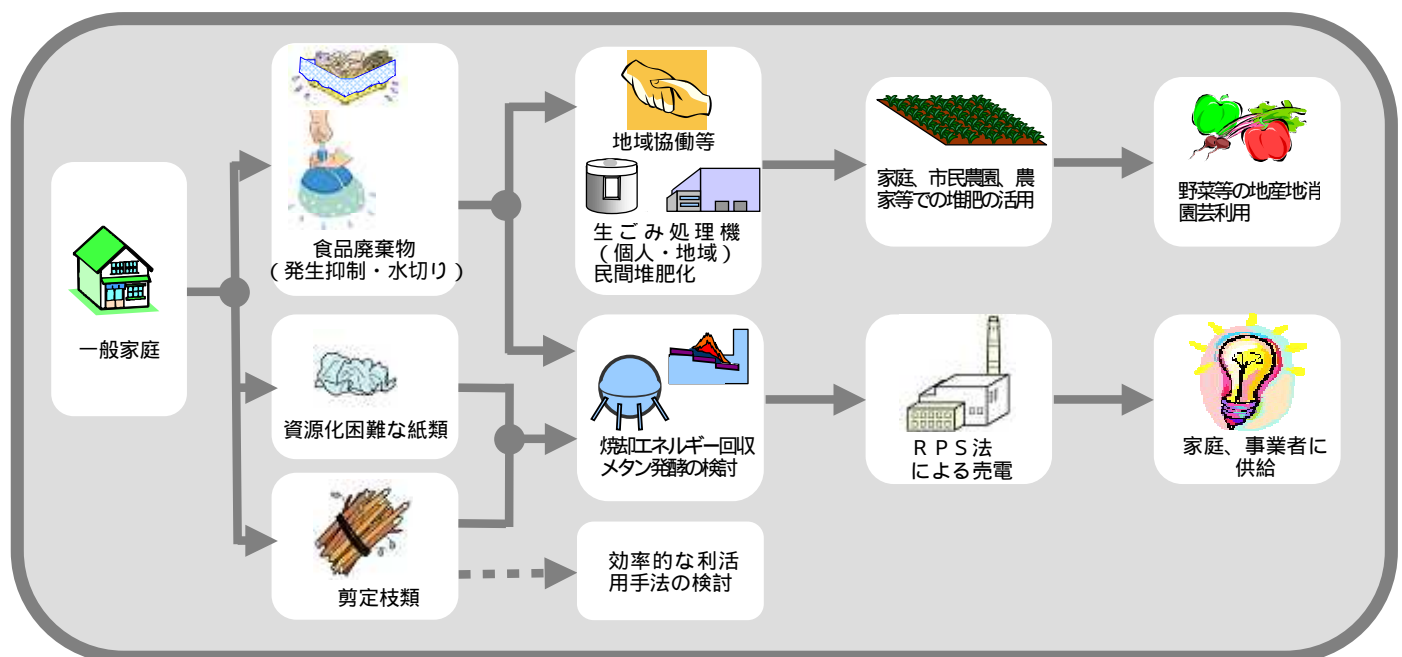 一般家庭
食品廃棄物
（発生抑制・水切り）
資源化困難な紙類
剪定枝類
地域協働等
生ごみ処理機
（個人・地域）
民間堆肥化
焼却エネルギー回収
メタン発酵の検討
効率的な利活
用手法の検討
家庭、市民農園、農
家等での堆肥の活用
ＲＰＳ法
による売電
野菜等の地産地消
園芸利用
家庭、事業者に
供給